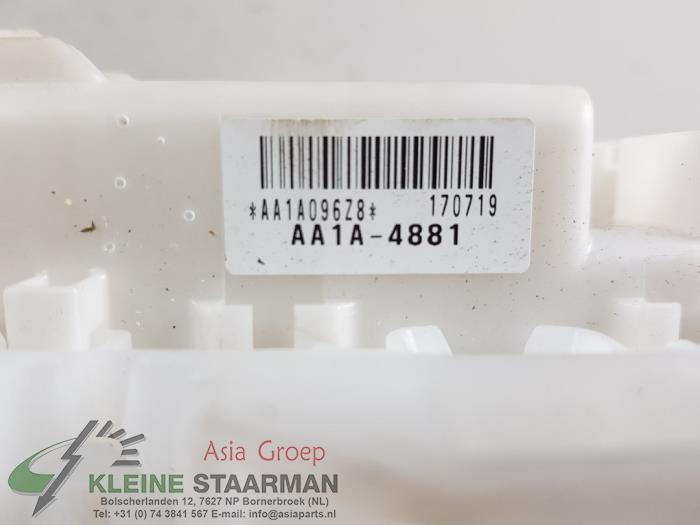 *AA1A096Z8* 170719
AA1A-4881
Asia Groep
KLEINE STAARMAN
Bolscherlanden 12, 7627 NP Bornerbroek (NL)
Tel: +31 (0) 74 3841 567 E-mail: info@asiaparts.nl